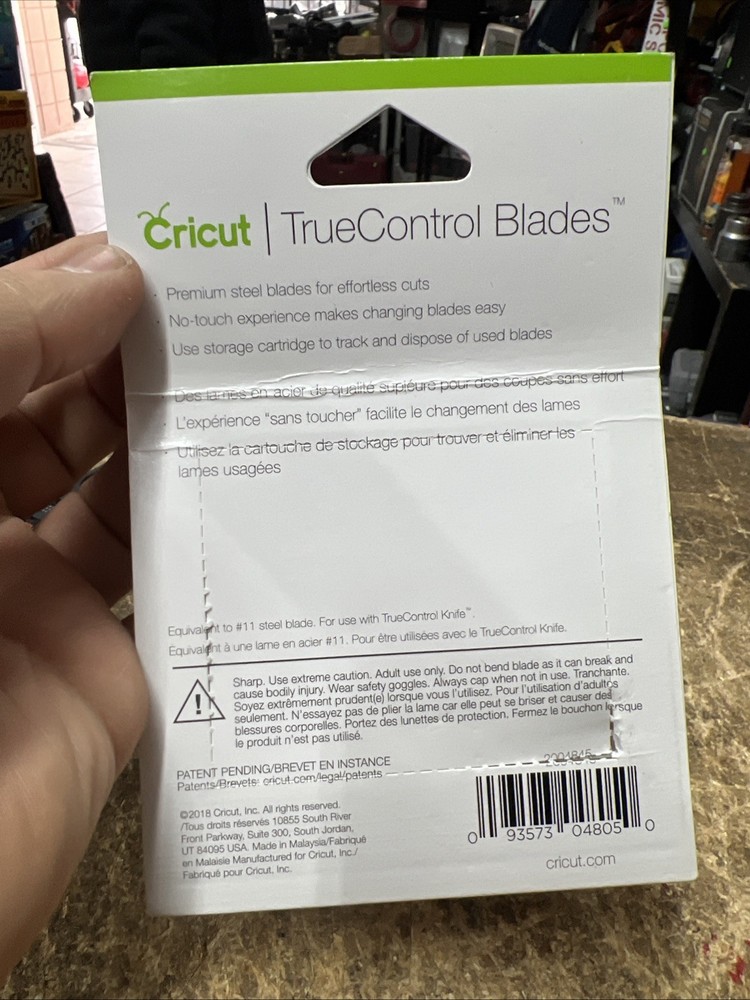 Cricut | TrueControl Blades™
· Premium steel blades for effortless cuts
· No-touch experience makes changing blades easy
· Use storage cartridge to track and dispose of used blades
· Des lames en acier de qualité supiéure pour des coupes sans effort
· L'expérience "sans toucher" facilite le changement des lames
· Utilisez la cartouche de stockage pour trouver et éliminer les
lames usagées
Equivalent to #11 steel blade. For use with TrueControl Knife™.
Équivalent à une lame en acier #11. Pour être utilisées avec le TrueControl Knife.
Sharp. Use extreme caution. Adult use only. Do not bend blade as it can break and
cause bodily injury. Wear safety goggles. Always cap when not in use. Tranchante.
Soyez extrêmement prudent(e) lorsque vous l'utilisez. Pour l'utilisation d'adultes
seulement. N'essayez pas de plier la lame car elle peut se briser et causer des
blessures corporelles. Portez des lunettes de protection. Fermez le bouchon lorsque
le produit n'est pas utilisé.
PATENT PENDING/BREVET EN INSTANCE
Patents/Brevets: cricut.com/legal/patents
2004845
©2018 Cricut, Inc. All rights reserved.
/Tous droits réservés 10855 South River
Front Parkway, Suite 300, South Jordan,
UT 84095 USA. Made in Malaysia/Fabriqué
en Malaisie Manufactured for Cricut, Inc./
Fabriqué pour Cricut, Inc.
0 93573 04805 0
cricut.com